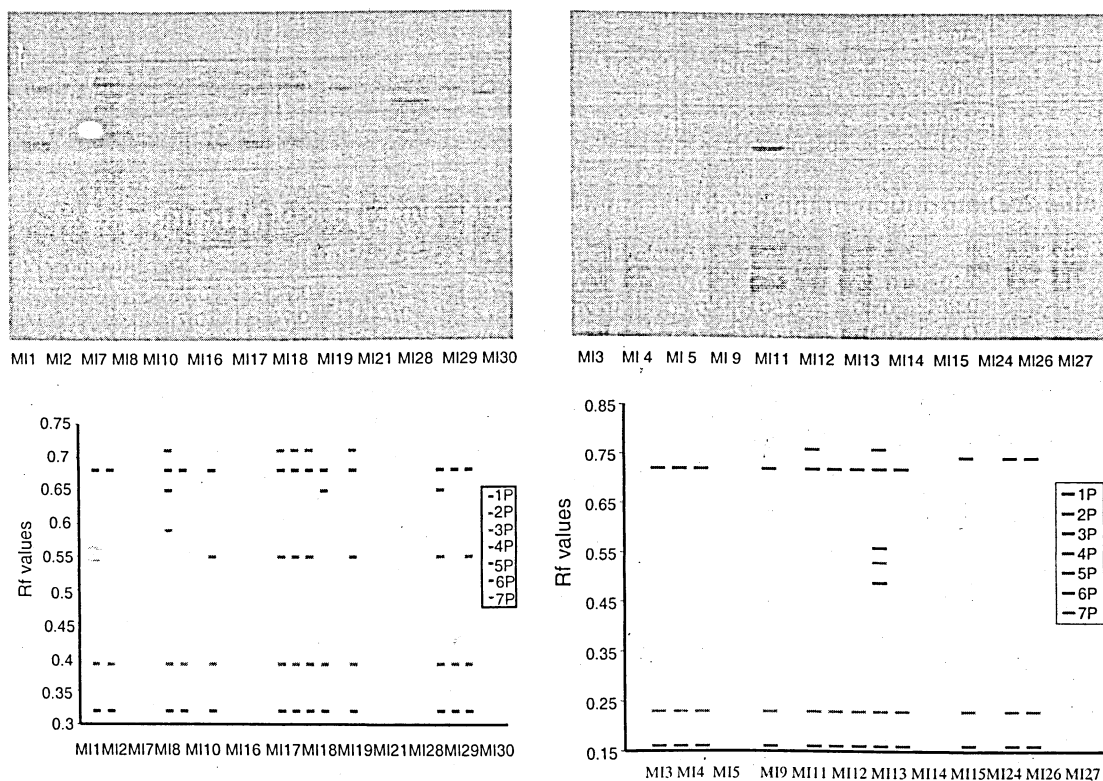 MI1 MI2 MI7 MI8 MI10 MI16 MI17 MI18 MI19 MI21 MI28 MI29 MI30
MI3 MI 4 MI 5 MI 9 MI11 MI12 MI13 MI14 MI15 MI24 MI26 MI27
Rf values
0.75
0.7
0.65
0.6
0.55
0.5
0.45
0.4
0.35
0.3
1P
2P
3P
4P
5P
6P
7P
MI1 MI2MI7MI8 MI10 MI16 MI17MI18MI19MI21MI28MI29MI30
Rf values
0.85
0.75
0.65
0.55
0.45
0.35
0.25
0.15
1P
2P
3P
4P
5P
6P
7P
MI3 MI4 MI5 MI9 MI11 MI12 MI13 MI14 MI15MI24 MI26 MI27